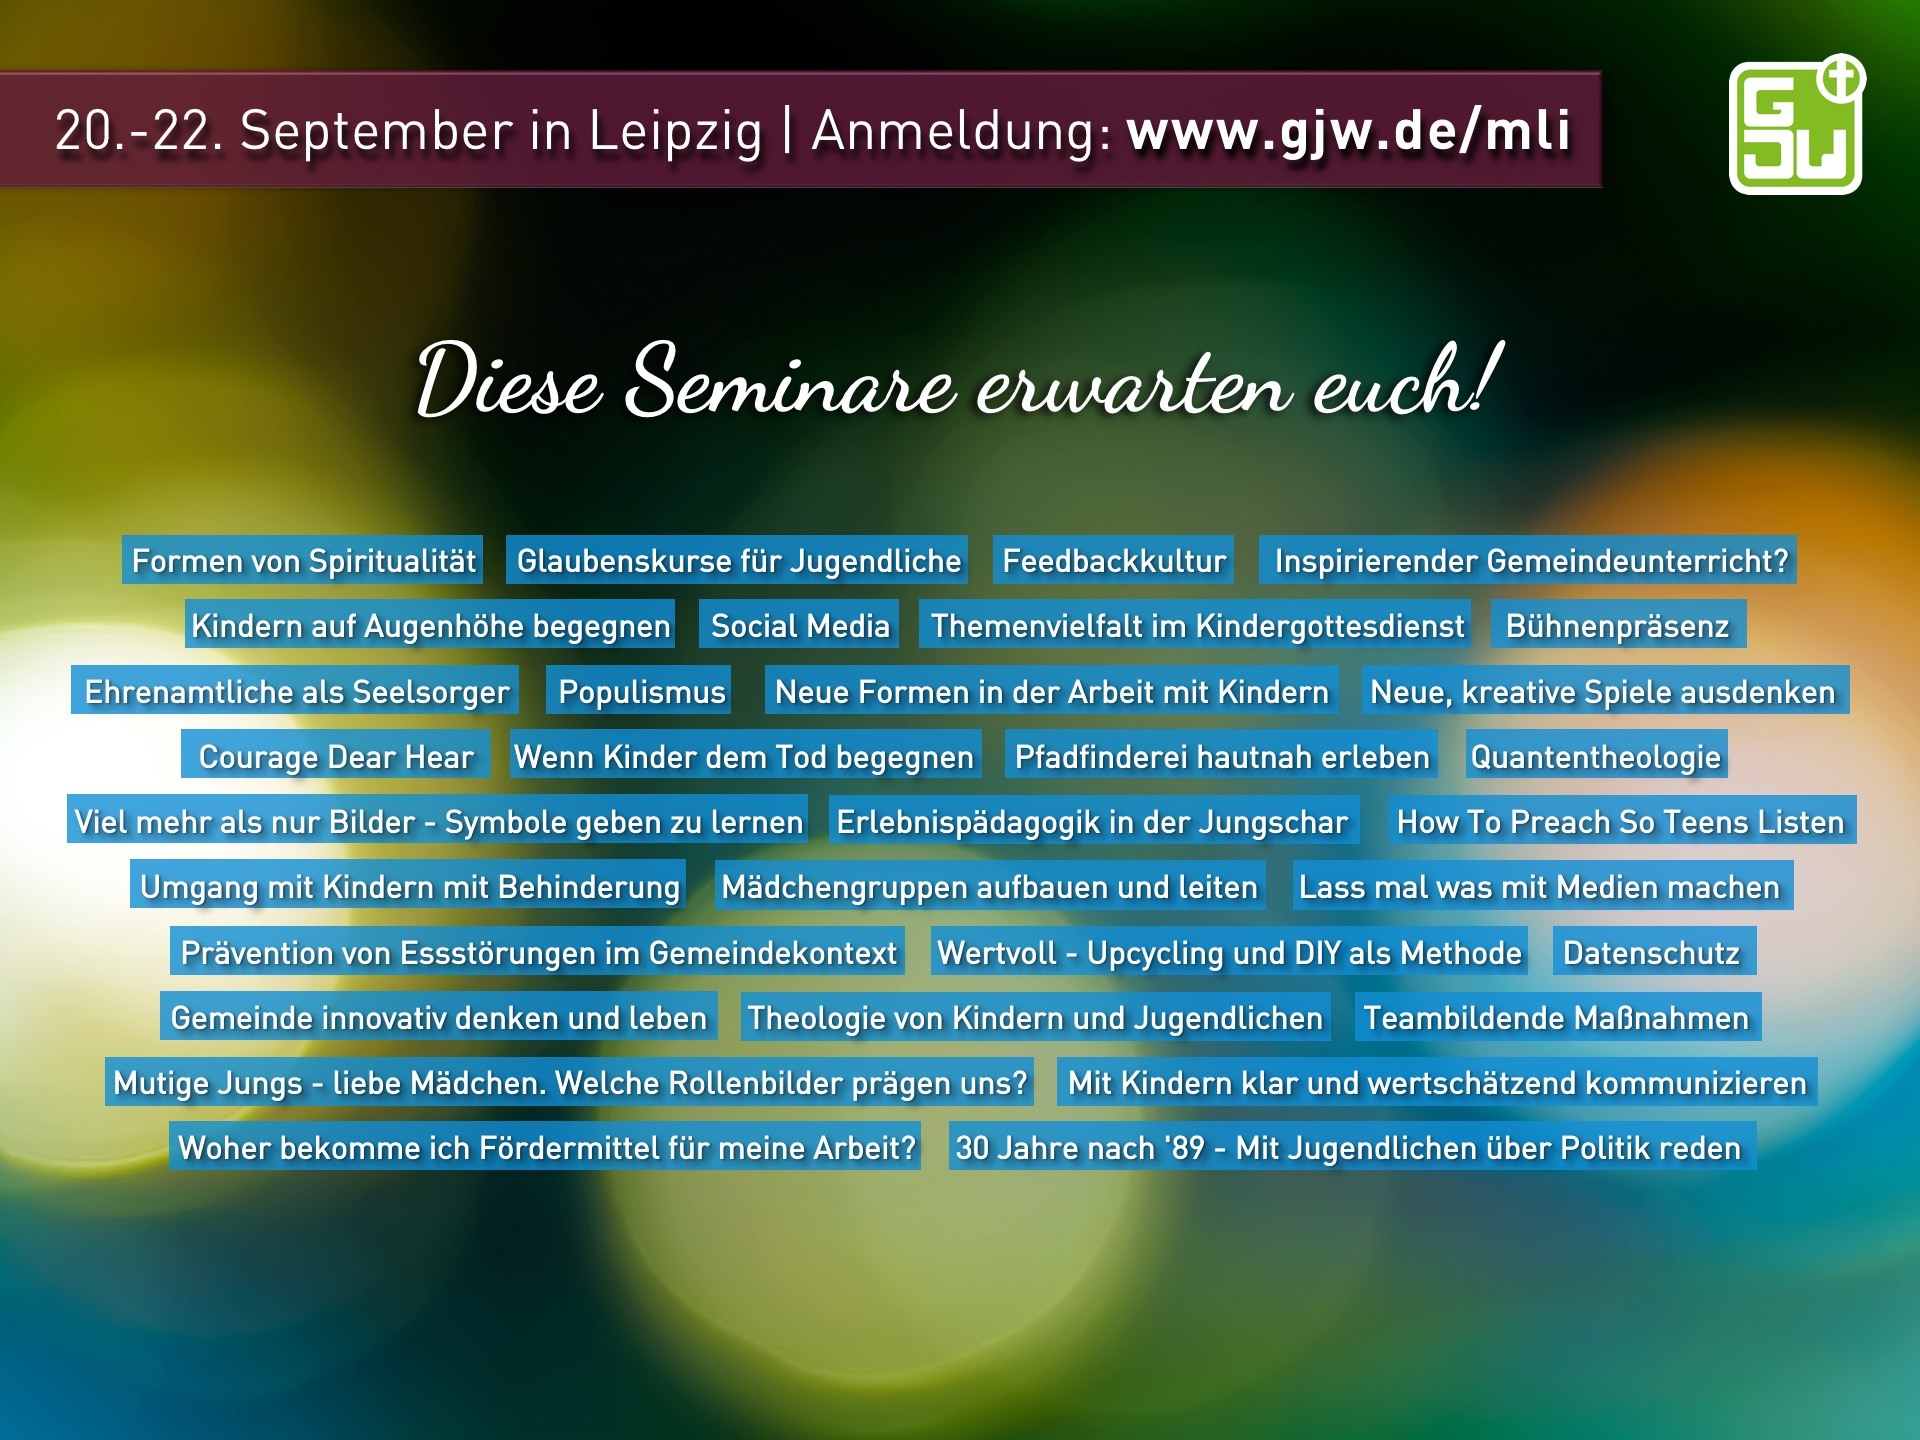 20.-22. September in Leipzig | Anmeldung: www.gjw.de/mli
GJW
Diese Seminare erwarten euch!
Formen von Spiritualität Glaubenskurse für Jugendliche Feedbackkultur Inspirierender Gemeindeunterricht?
Kindern auf Augenhöhe begegnen Social Media Themenvielfalt im Kindergottesdienst Bühnenpräsenz
Ehrenamtliche als Seelsorger Populismus Neue Formen in der Arbeit mit Kindern Neue, kreative Spiele ausdenken
Courage Dear Hear Wenn Kinder dem Tod begegnen Pfadfinderei hautnah erleben Quantentheologie
Viel mehr als nur Bilder - Symbole geben zu lernen Erlebnispädagogik in der Jungschar How To Preach So Teens Listen
Umgang mit Kindern mit Behinderung Mädchengruppen aufbauen und leiten Lass mal was mit Medien machen
Prävention von Essstörungen im Gemeindekontext Wertvoll - Upcycling und DIY als Methode Datenschutz
Gemeinde innovativ denken und leben Theologie von Kindern und Jugendlichen Teambildende Maßnahmen
Mutige Jungs - liebe Mädchen. Welche Rollenbilder prägen uns? Mit Kindern klar und wertschätzend kommunizieren
Woher bekomme ich Fördermittel für meine Arbeit? 30 Jahre nach '89 - Mit Jugendlichen über Politik reden